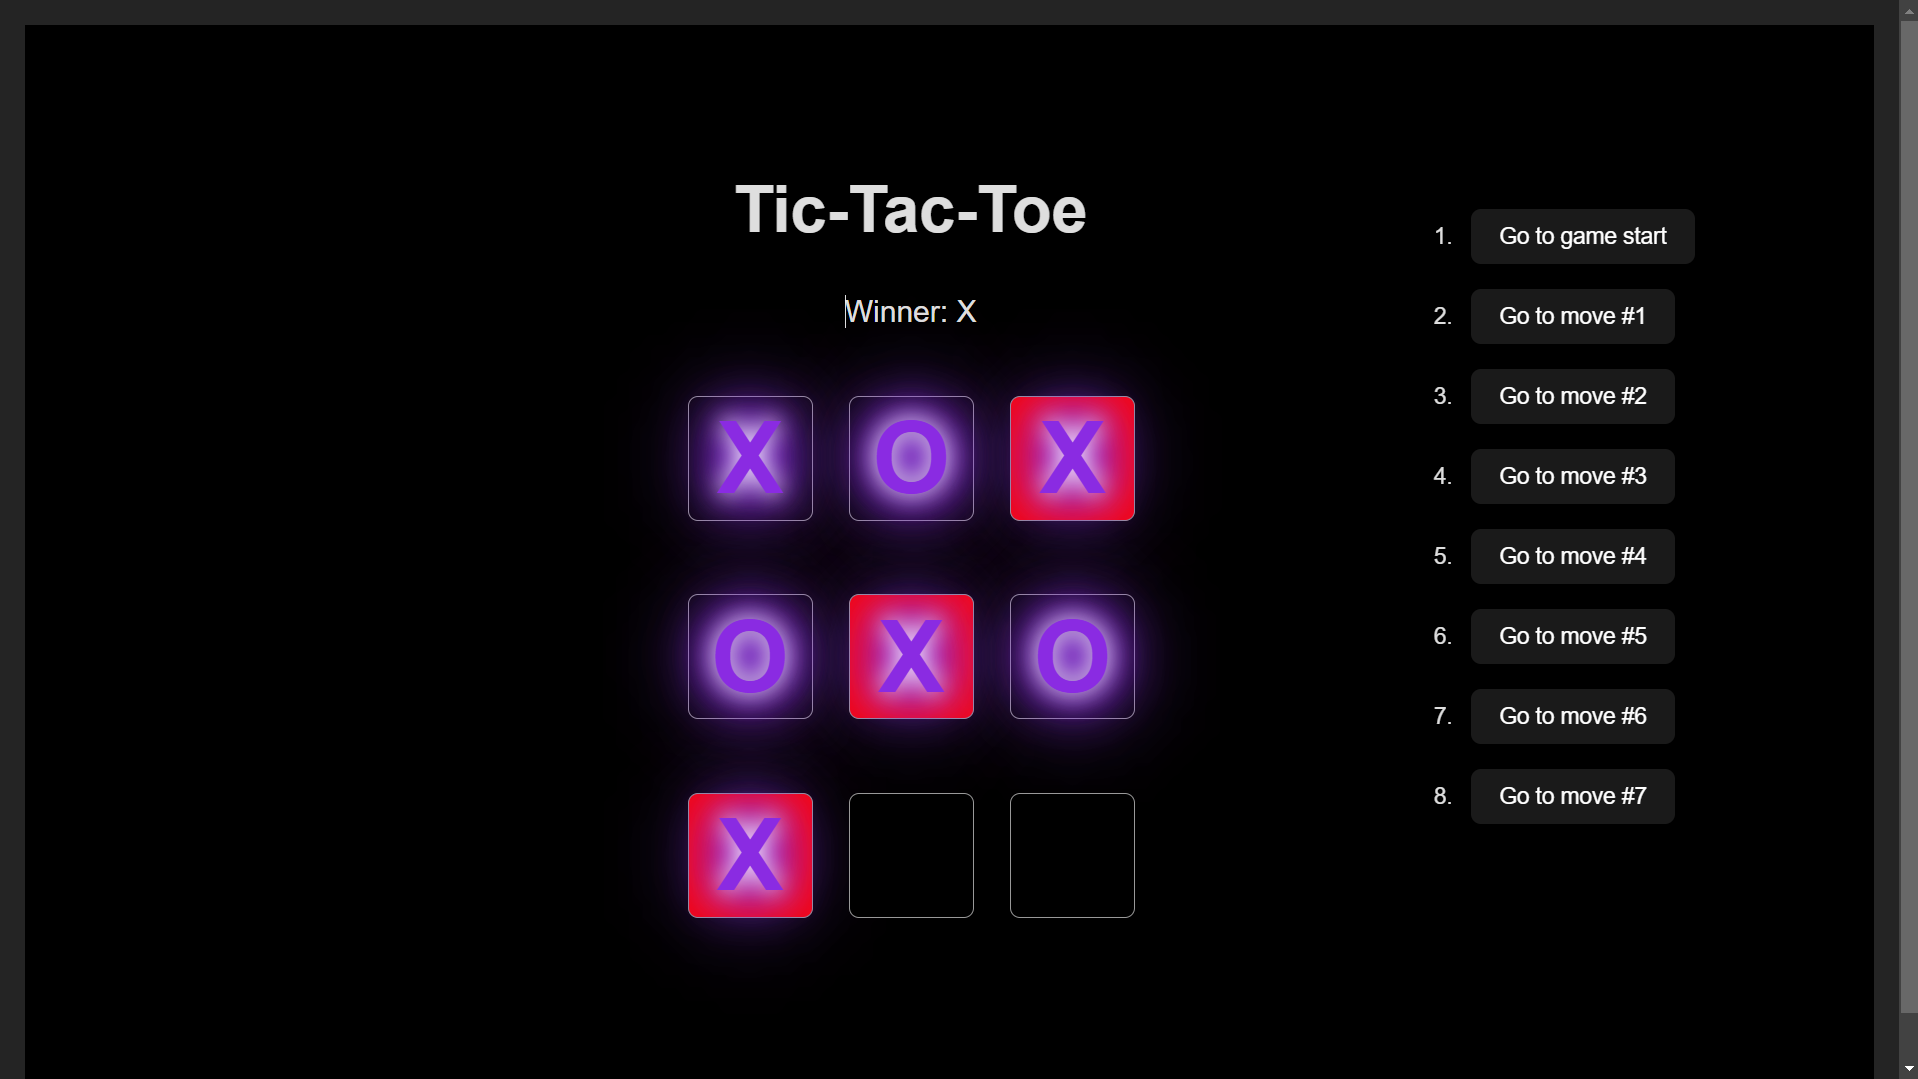 Tic-Tac-Toe
Winner: X
X O X
O X O
X
1. Go to game start
2. Go to move #1
3. Go to move #2
4. Go to move #3
5. Go to move #4
6. Go to move #5
7. Go to move #6
8. Go to move #7